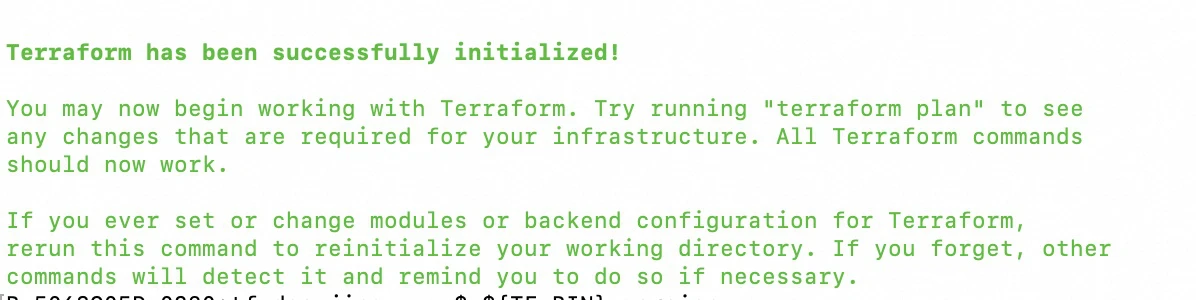 Terraform has been successfully initialized!
You may now begin working with Terraform. Try running "terraform plan" to see
any changes that are required for your infrastructure. All Terraform commands
should now work.
If you ever set or change modules or backend configuration for Terraform,
rerun this command to reinitialize your working directory. If you forget, other
commands will detect it and remind you to do so if necessary.